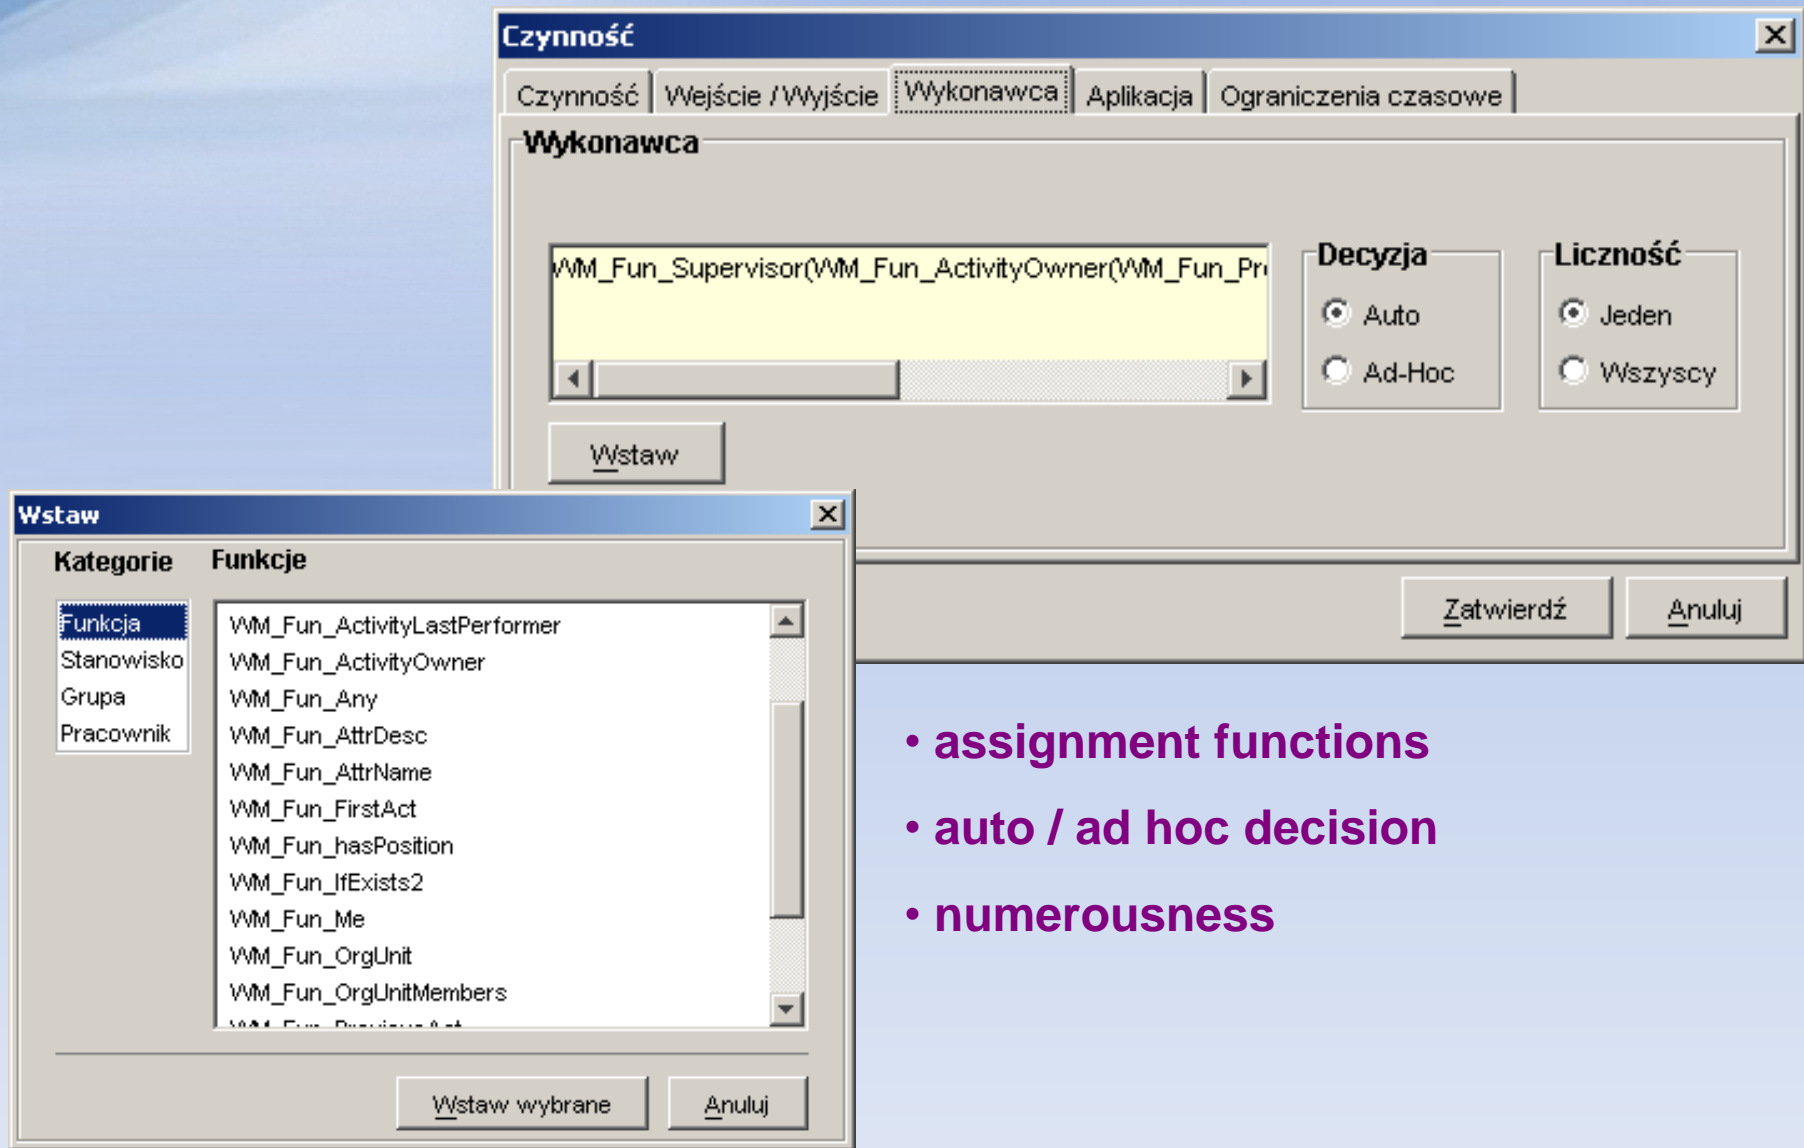 Czynność
Czynność Wejście / Wyjście Wykonawca Aplikacja Ograniczenia czasowe
Wykonawca
WM_Fun_Supervisor(WM_Fun_ActivityOwner(WM_Fun_Pr
Decyzja
Auto
Ad-Hoc
Liczność
Jeden
Wszyscy
Wstaw
Zatwierdź Anuluj
Wstaw
Kategorie Funkcje
Funkcja
Stanowisko
Grupa
Pracownik
WM_Fun_ActivityLastPerformer
WM_Fun_ActivityOwner
WM_Fun_Any
WM_Fun_AttrDesc
WM_Fun_AttrName
WM_Fun_FirstAct
WM_Fun_hasPosition
WM_Fun_IfExists2
WM_Fun_Me
WM_Fun_OrgUnit
WM_Fun_OrgUnitMembers
WM_Fun_PreviousAct
Wstaw wybrane Anuluj
• assignment functions
• auto / ad hoc decision
• numerousness